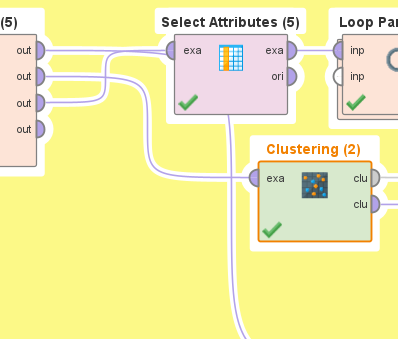 (5)
out
out
out
out
Select Attributes (5)
exa
exa
ori
Loop Par
inp
inp
Clustering (2)
exa
clu
clu